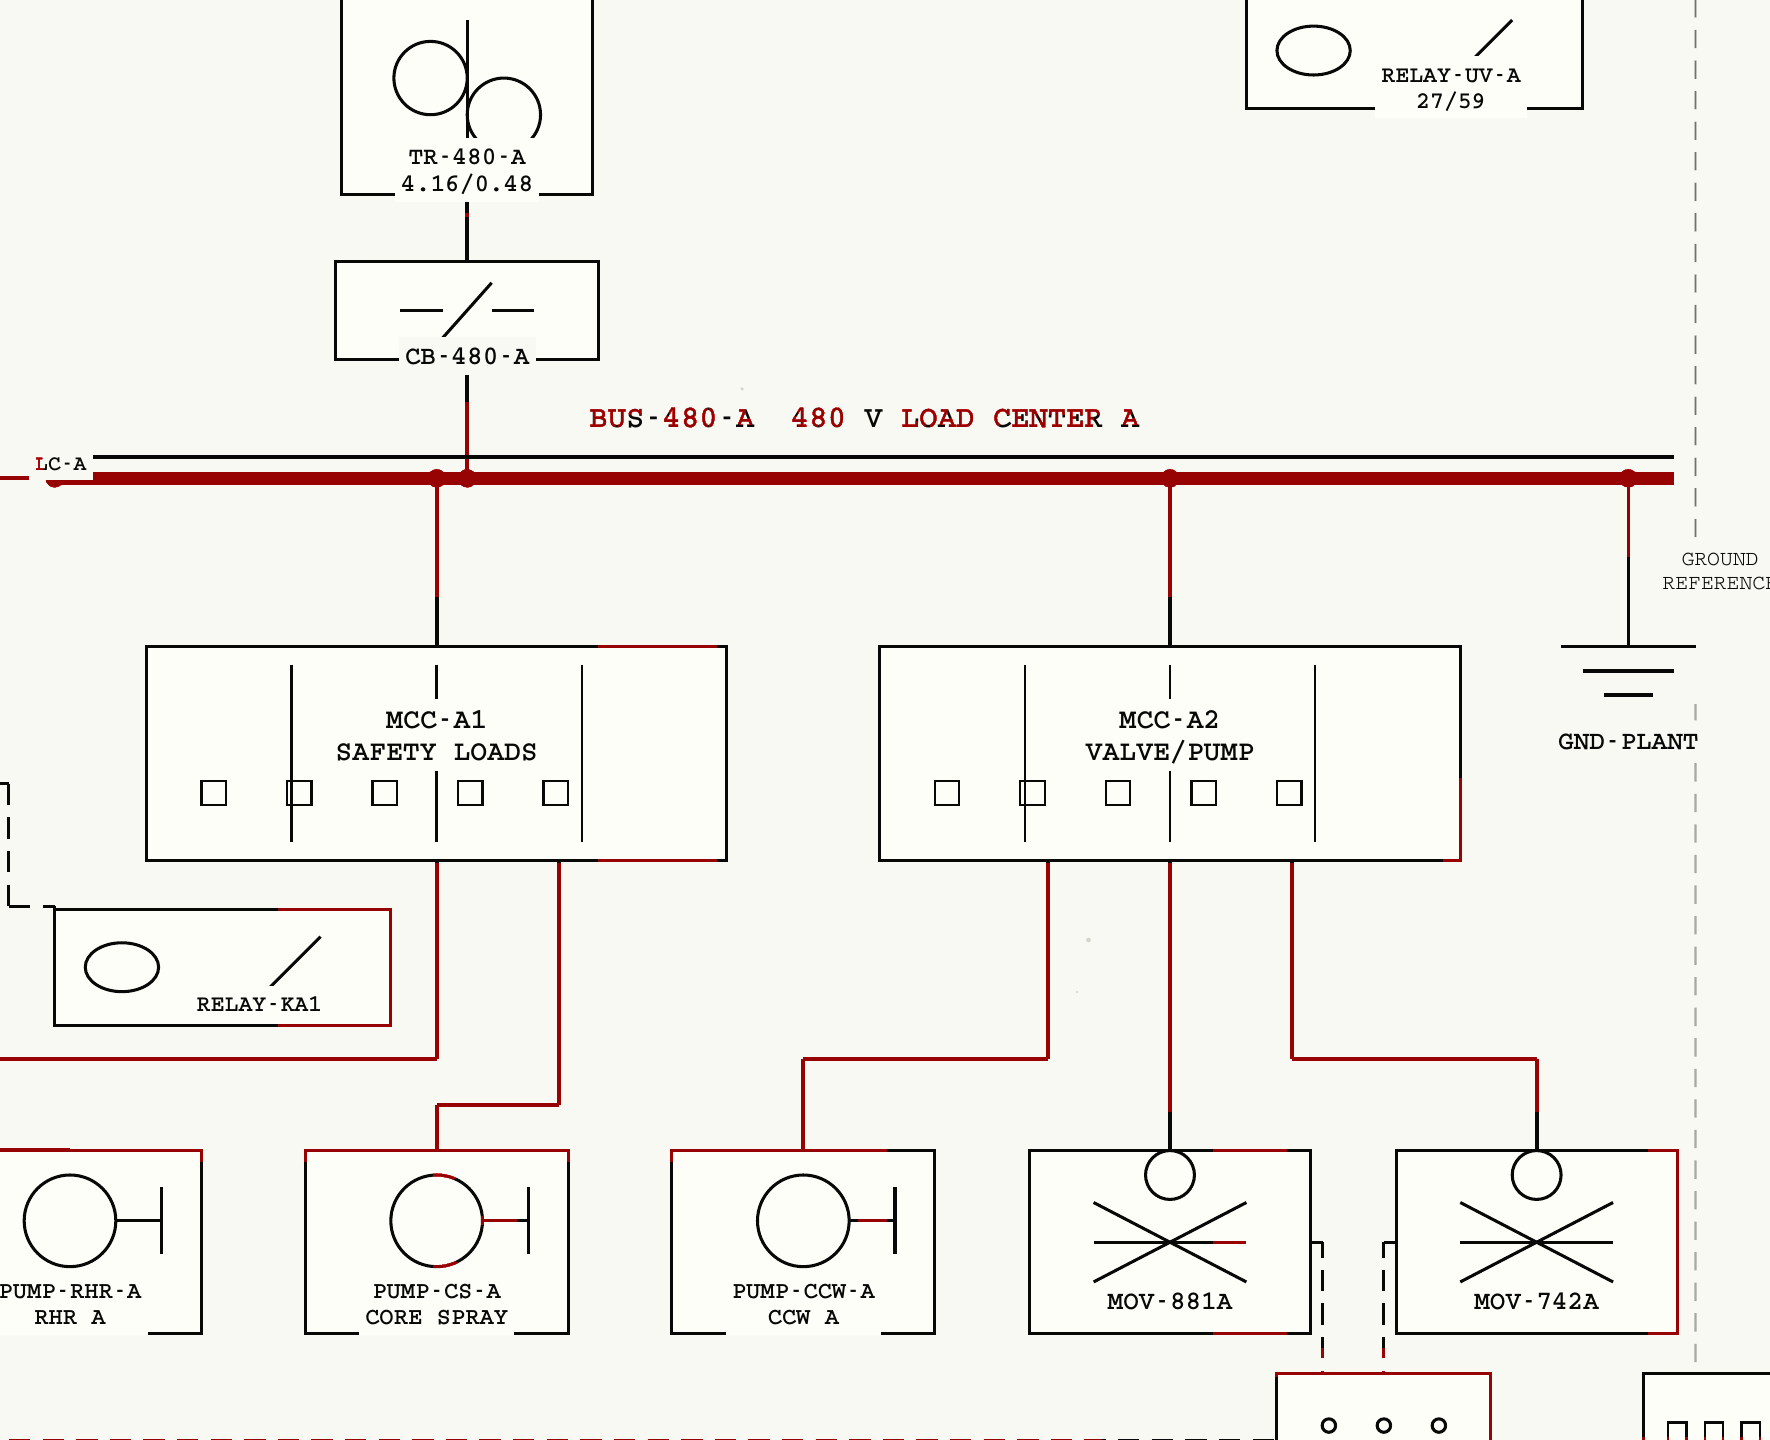 RELAY-UV-A
27/59
TR-480-A
4.16/0.48
CB-480-A
BUS-480-A 480 V LOAD CENTER A
LC-A
GROUND
REFERENCE
MCC-A1
SAFETY LOADS
MCC-A2
VALVE/PUMP
GND-PLANT
RELAY-KA1
PUMP-RHR-A
RHR A
PUMP-CS-A
CORE SPRAY
PUMP-CCW-A
CCW A
MOV-881A
MOV-742A